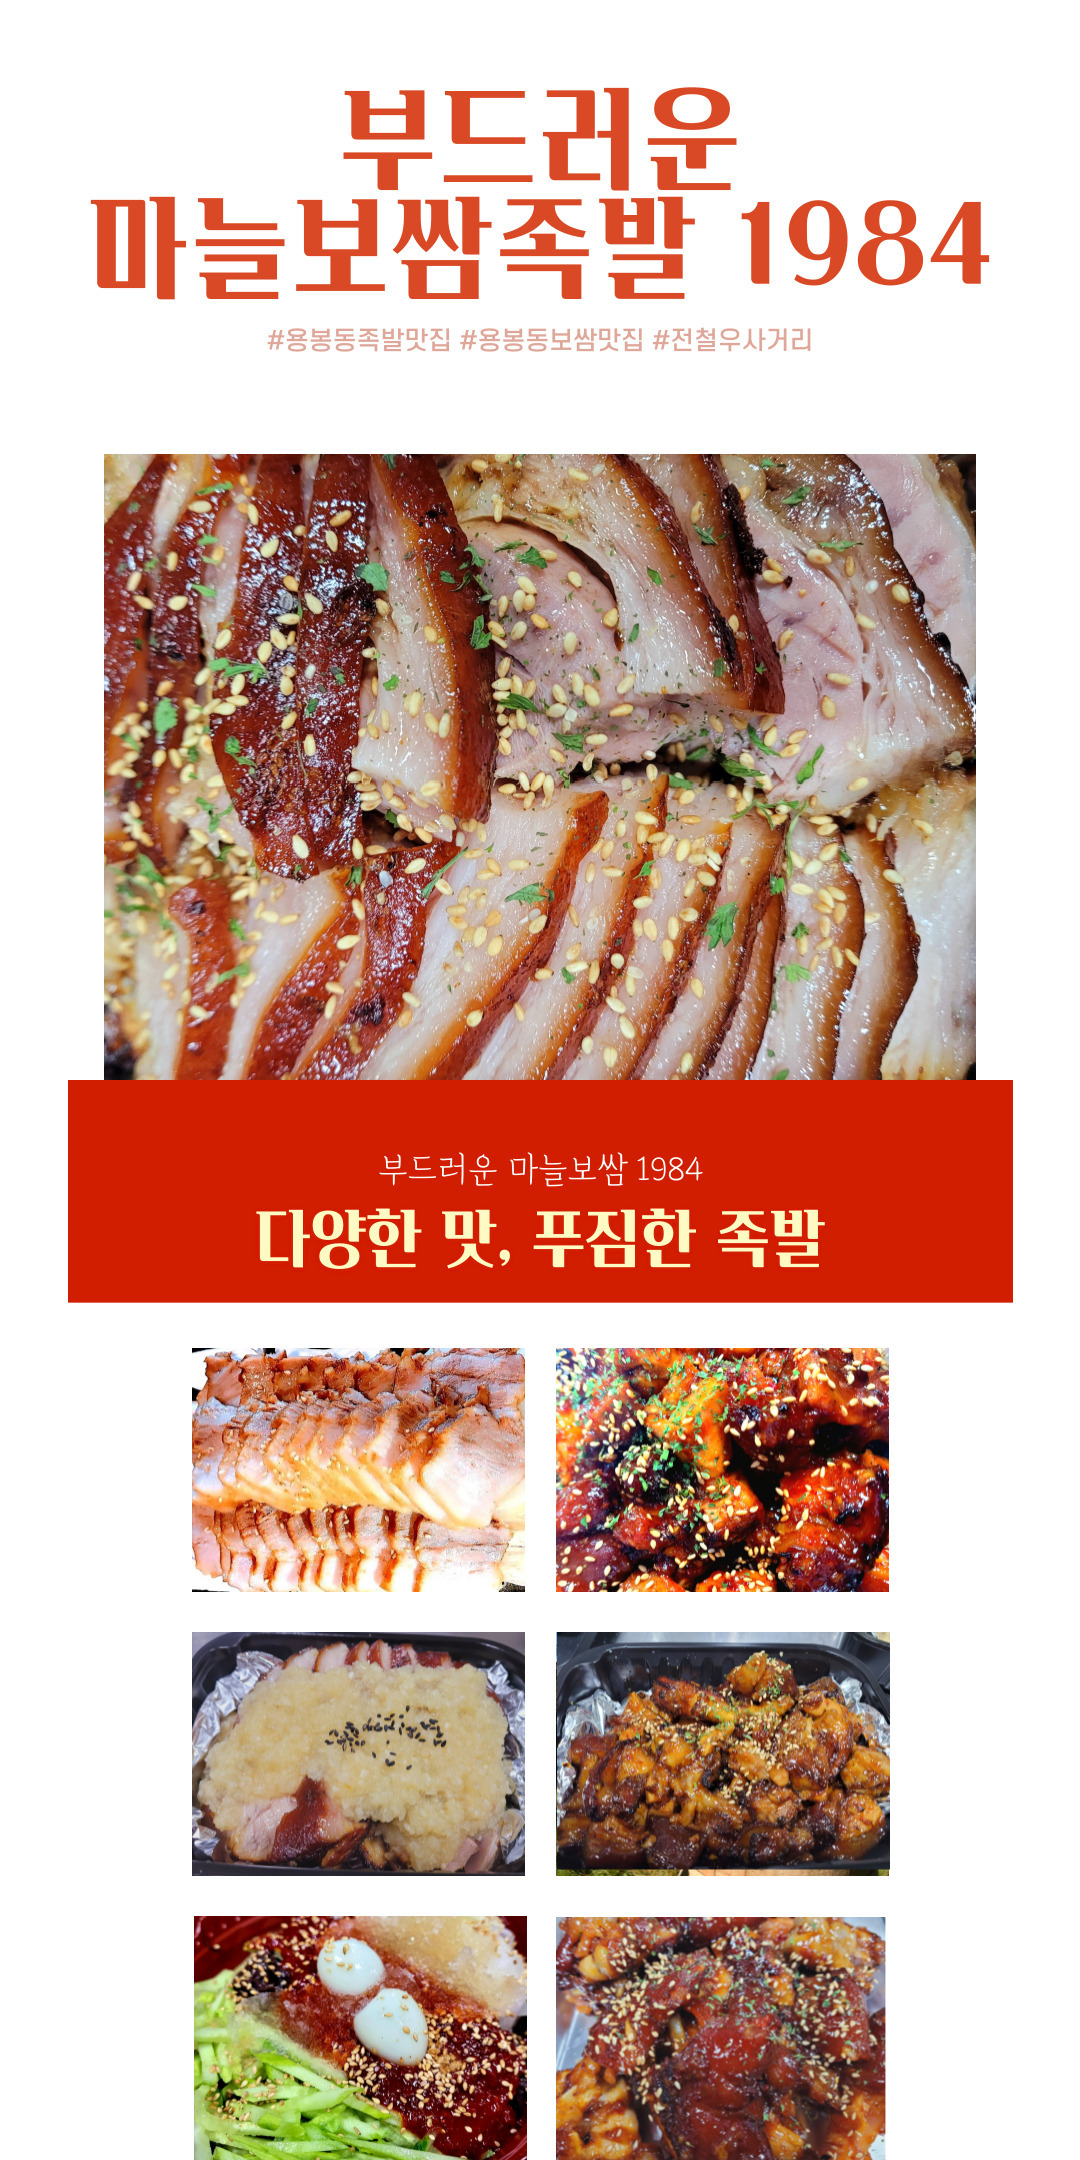 부드러운
마늘보쌈족발 1984
#용봉동족발맛집 #용봉동보쌈맛집 #전철우사거리
부드러운 마늘보쌈 1984
다양한 맛, 푸짐한 족발